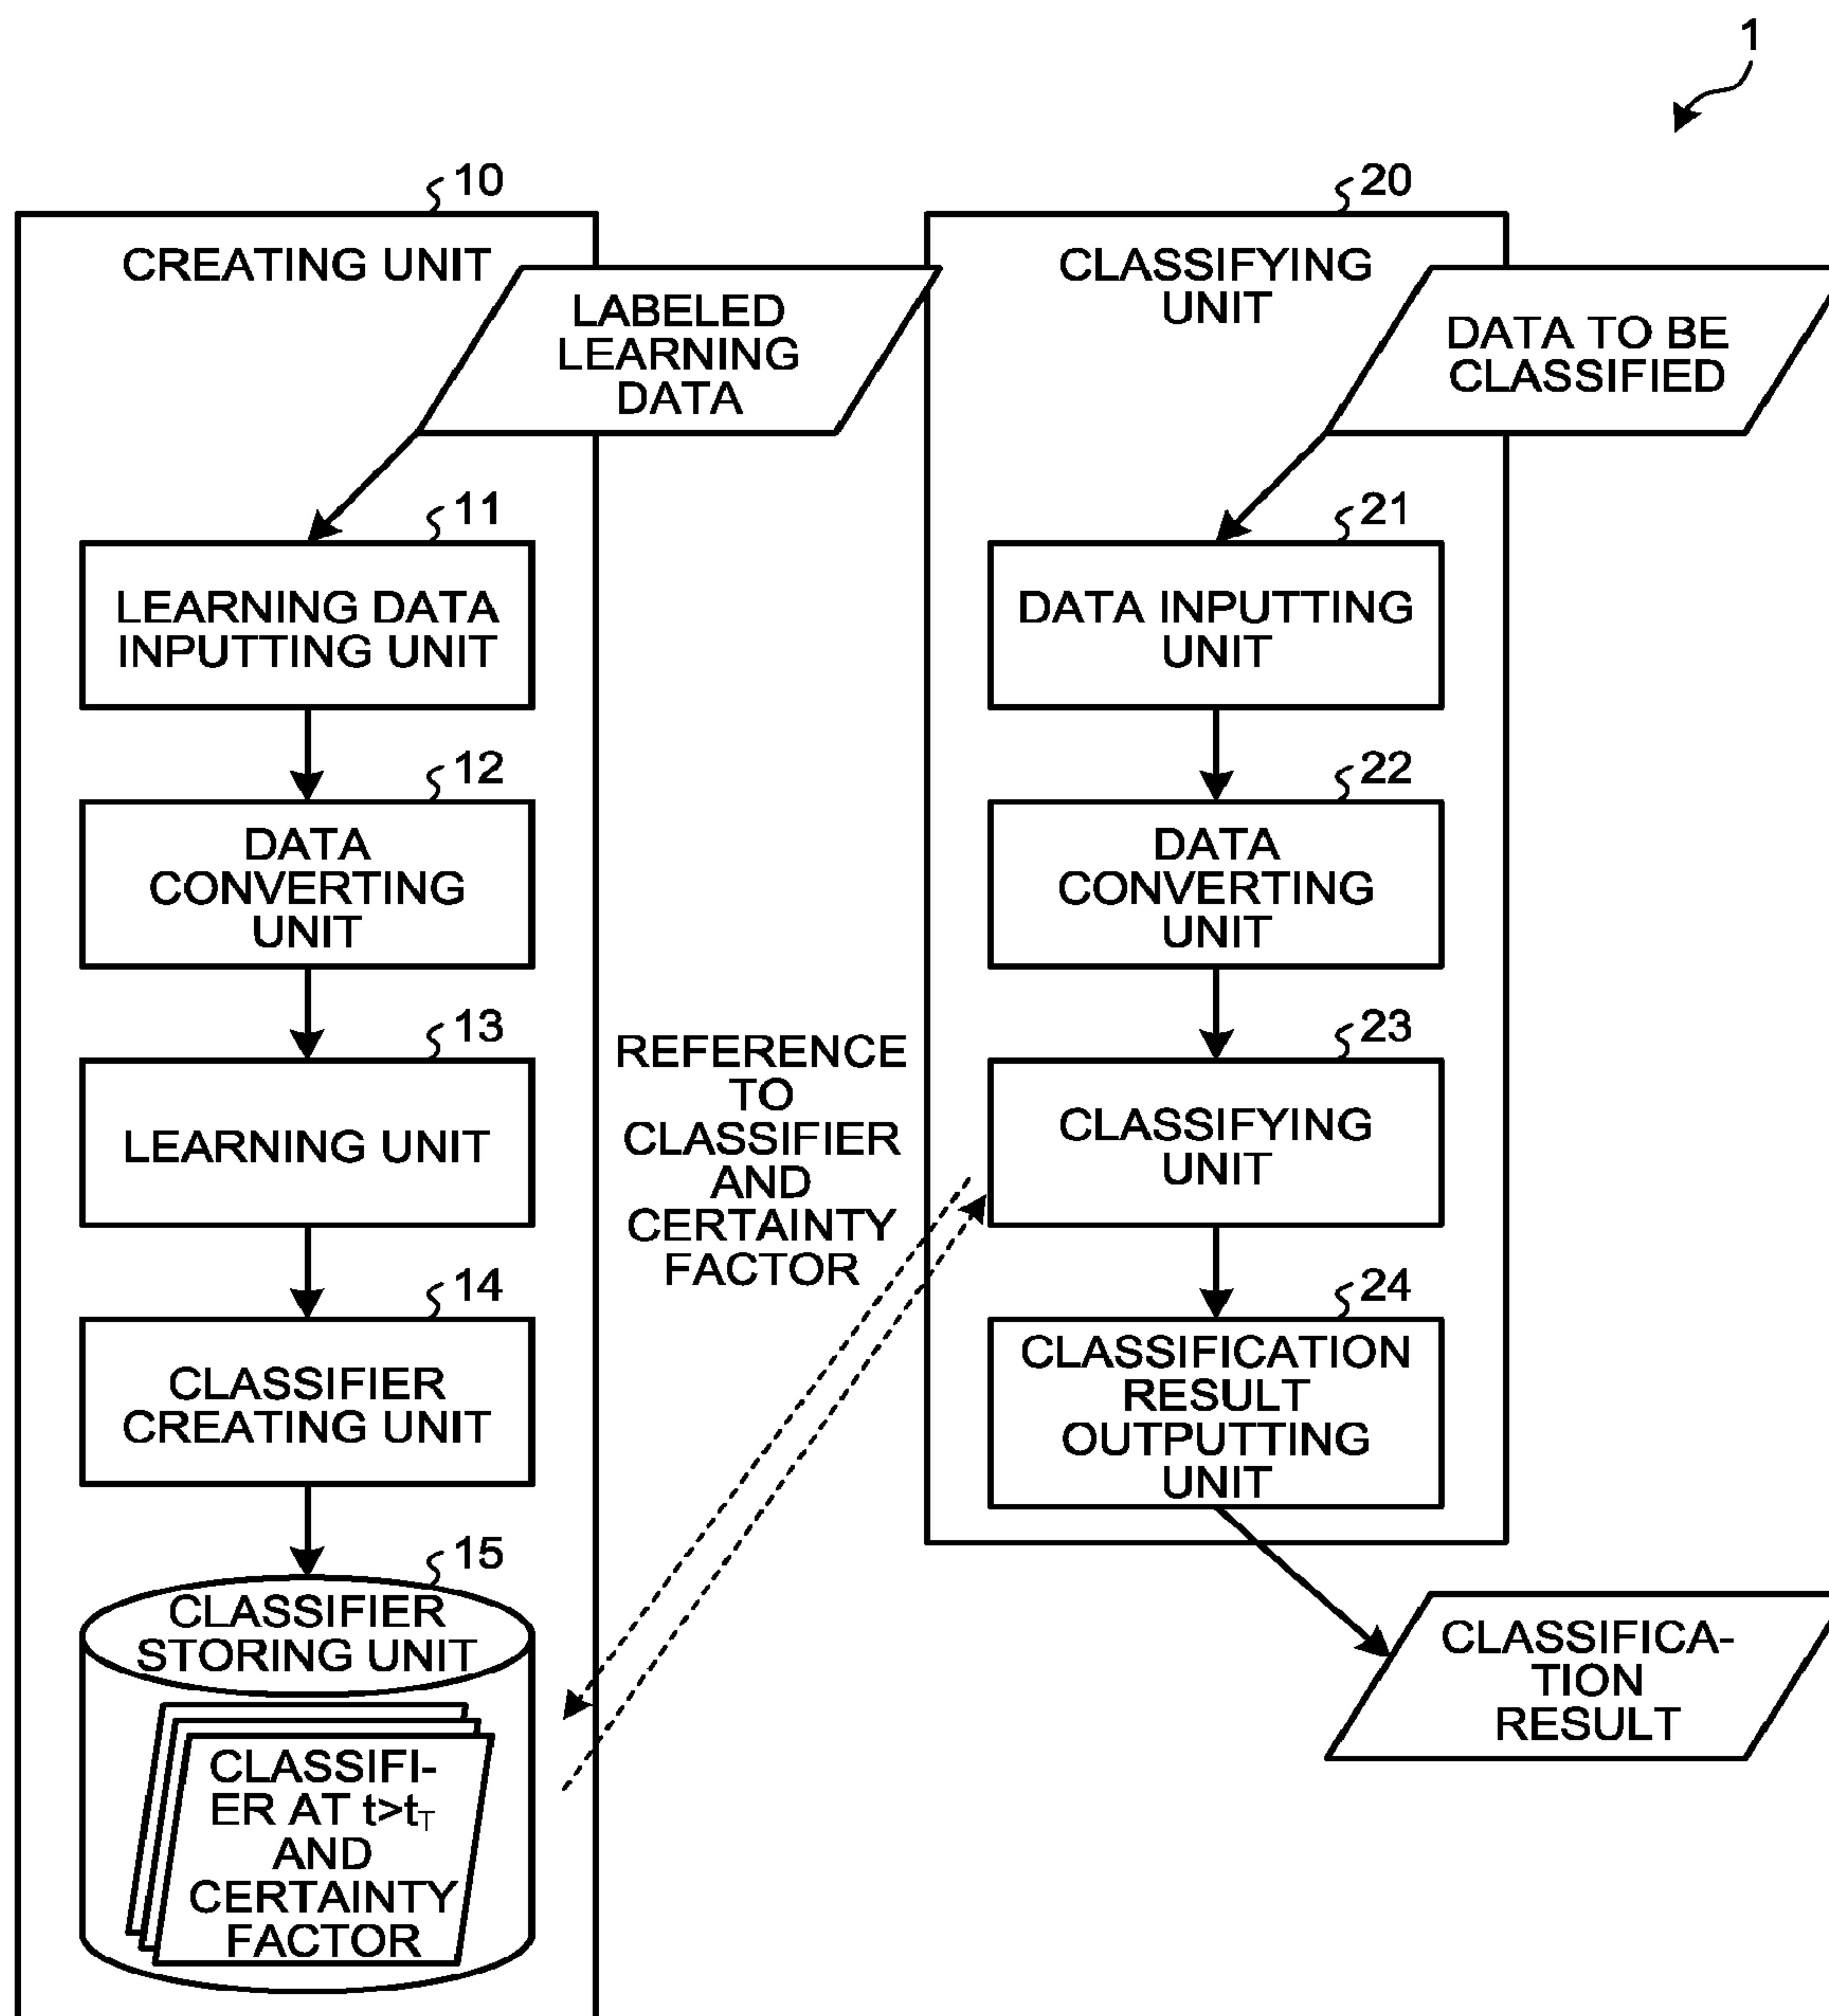 1
10
CREATING UNIT
LABELED
LEARNING
DATA
11
LEARNING DATA
INPUTTING UNIT
12
DATA
CONVERTING
UNIT
13
LEARNING UNIT
14
CLASSIFIER
CREATING UNIT
15
CLASSIFIER
STORING UNIT
CLASSIFI-
ER AT t>tT
AND
CERTAINTY
FACTOR
REFERENCE
TO
CLASSIFIER
AND
CERTAINTY
FACTOR
20
CLASSIFYING
UNIT
DATA TO BE
CLASSIFIED
21
DATA INPUTTING
UNIT
22
DATA
CONVERTING
UNIT
23
CLASSIFYING
UNIT
24
CLASSIFICATION
RESULT
OUTPUTTING
UNIT
CLASSIFICA-
TION
RESULT